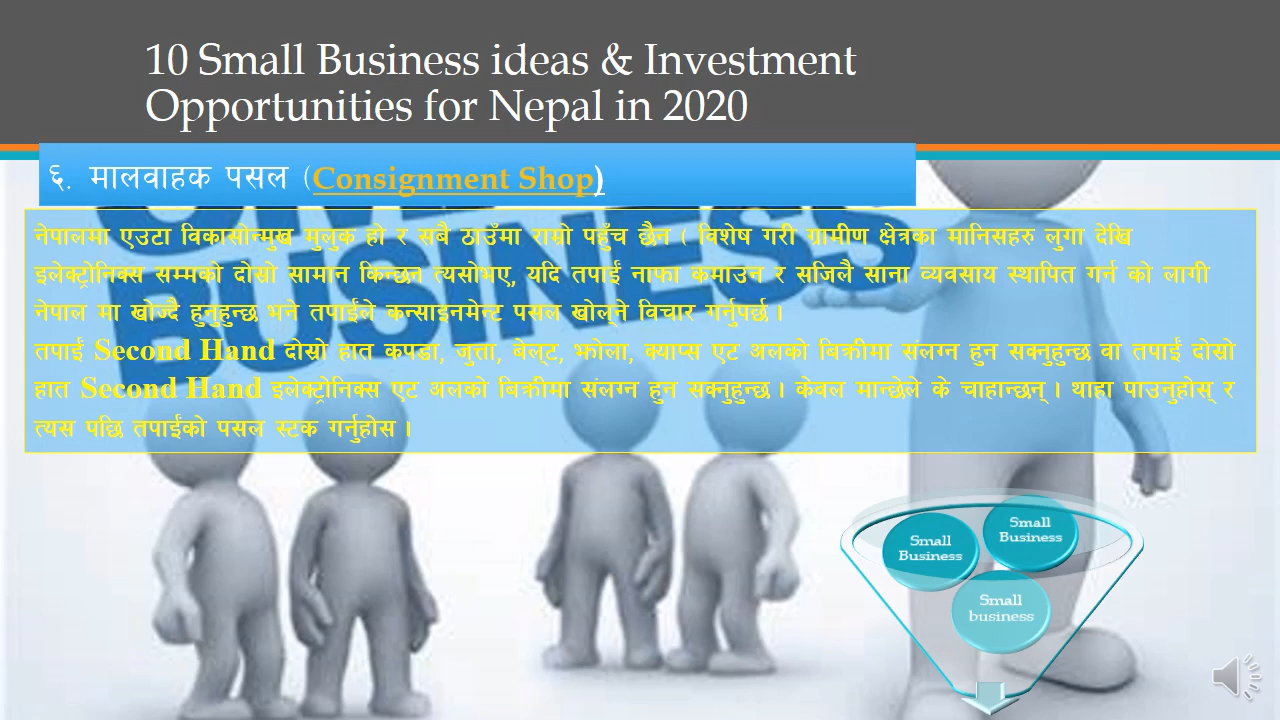 10 Small Business ideas & Investment
Opportunities for Nepal in 2020
६. मालवाहक पसल (Consignment Shop)
नेपालमा एउटा विकासोन्मुख मुलुक हो र सबै ठाउँमा राम्रो पहुँच छैन ( विशेष गरी ग्रामीण क्षेत्रका मानिसहरु लुगा देखि
इलेक्ट्रोनिक्स सम्मको दोस्रो सामान किन्छन् त्यसोभए, यदि तपाईं नाफा कमाउन र सजिलै साना व्यवसाय स्थापित गर्न को लागी
नेपाल मा खोज्दै हुनुहुन्छ भने तपाईंले कन्साइनमेन्ट पसल खोल्ने विचार गर्नुपर्छ।
तपाईं Second Hand दोस्रो हात कपडा, जुत्ता, बेल्ट, झोला, क्याप्स एट अलको बिक्रीमा संलग्न हुन सक्नुहुन्छ वा तपाईं दोस्रो
हात Second Hand इलेक्ट्रोनिक्स एट अलको बिक्रीमा संलग्न हुन सक्नुहुन्छ। केवल मान्छेले के चाहान्छन्। थाहा पाउनुहोस् र
त्यस पछि तपाईंको पसल स्टक गर्नुहोस।
BUSINESS
Small
Business
Small
Business
Small
business